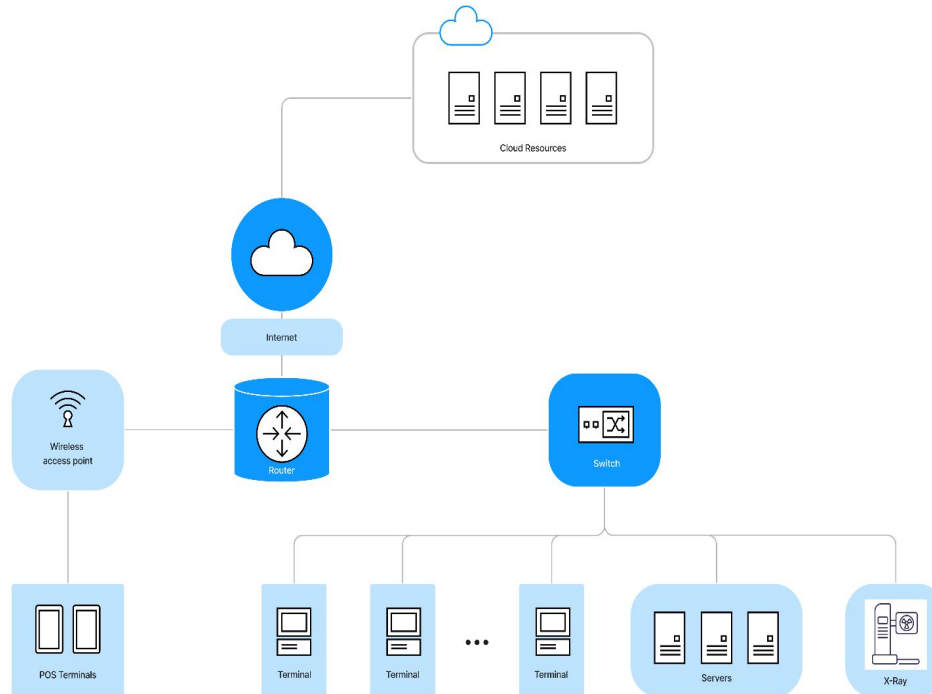 Cloud Resources
Internet
Wireless
access point
Router
Switch
POS Terminals
Terminal
Terminal
Terminal
Servers
X-Ray